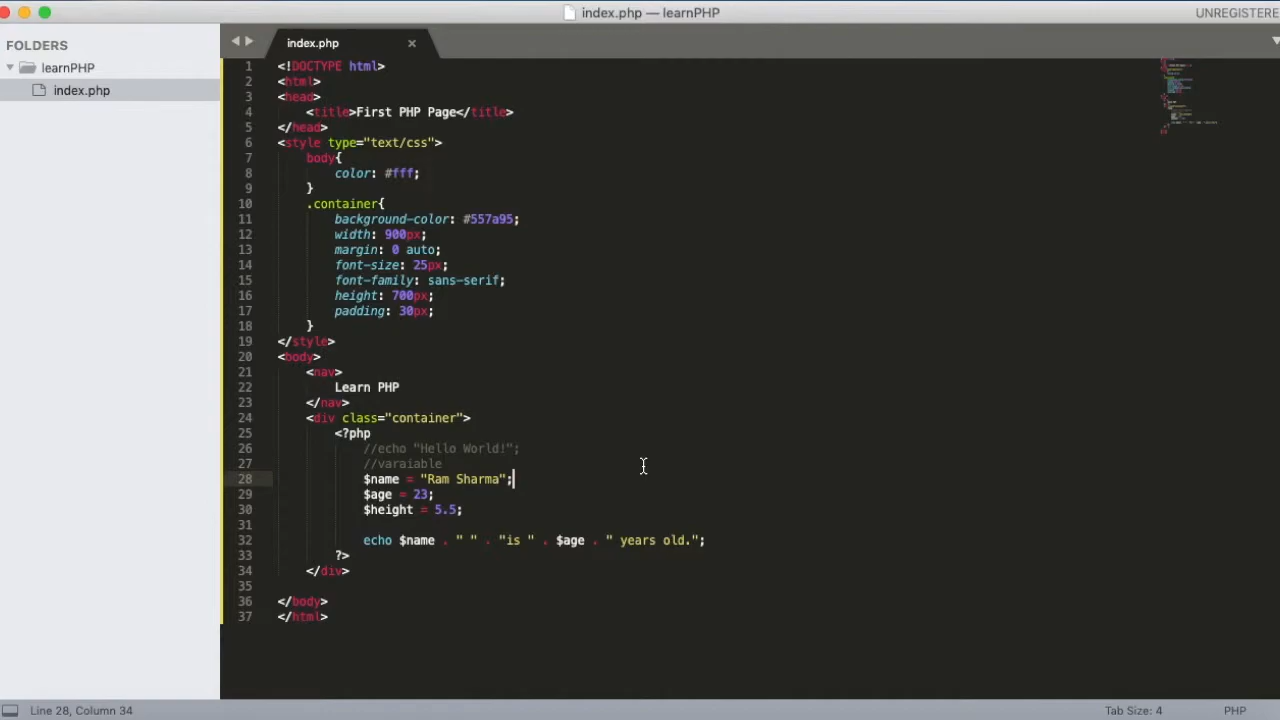 index.php — learnPHP
UNREGISTERE
FOLDERS
learnPHP
index.php
index.php
1 <!DOCTYPE html>
2 <html>
3 <head>
4 <title>First PHP Page</title>
5 </head>
6 <style type="text/css">
7 body{
8 color: #fff;
9 }
10 .container{
11 background-color: #557a95;
12 width: 900px;
13 margin: 0 auto;
14 font-size: 25px;
15 font-family: sans-serif;
16 height: 700px;
17 padding: 30px;
18 }
19 </style>
20 <body>
21 <nav>
22 Learn PHP
23 </nav>
24 <div class="container">
25 <?php
26 //echo "Hello World!";
27 //varaiable
28 $name = "Ram Sharma";
29 $age = 23;
30 $height = 5.5;
31
32 echo $name . " " . "is " . $age . " years old.";
33 ?>
34 </div>
35
36 </body>
37 </html>
Line 28, Column 34
Tab Size: 4
PHP